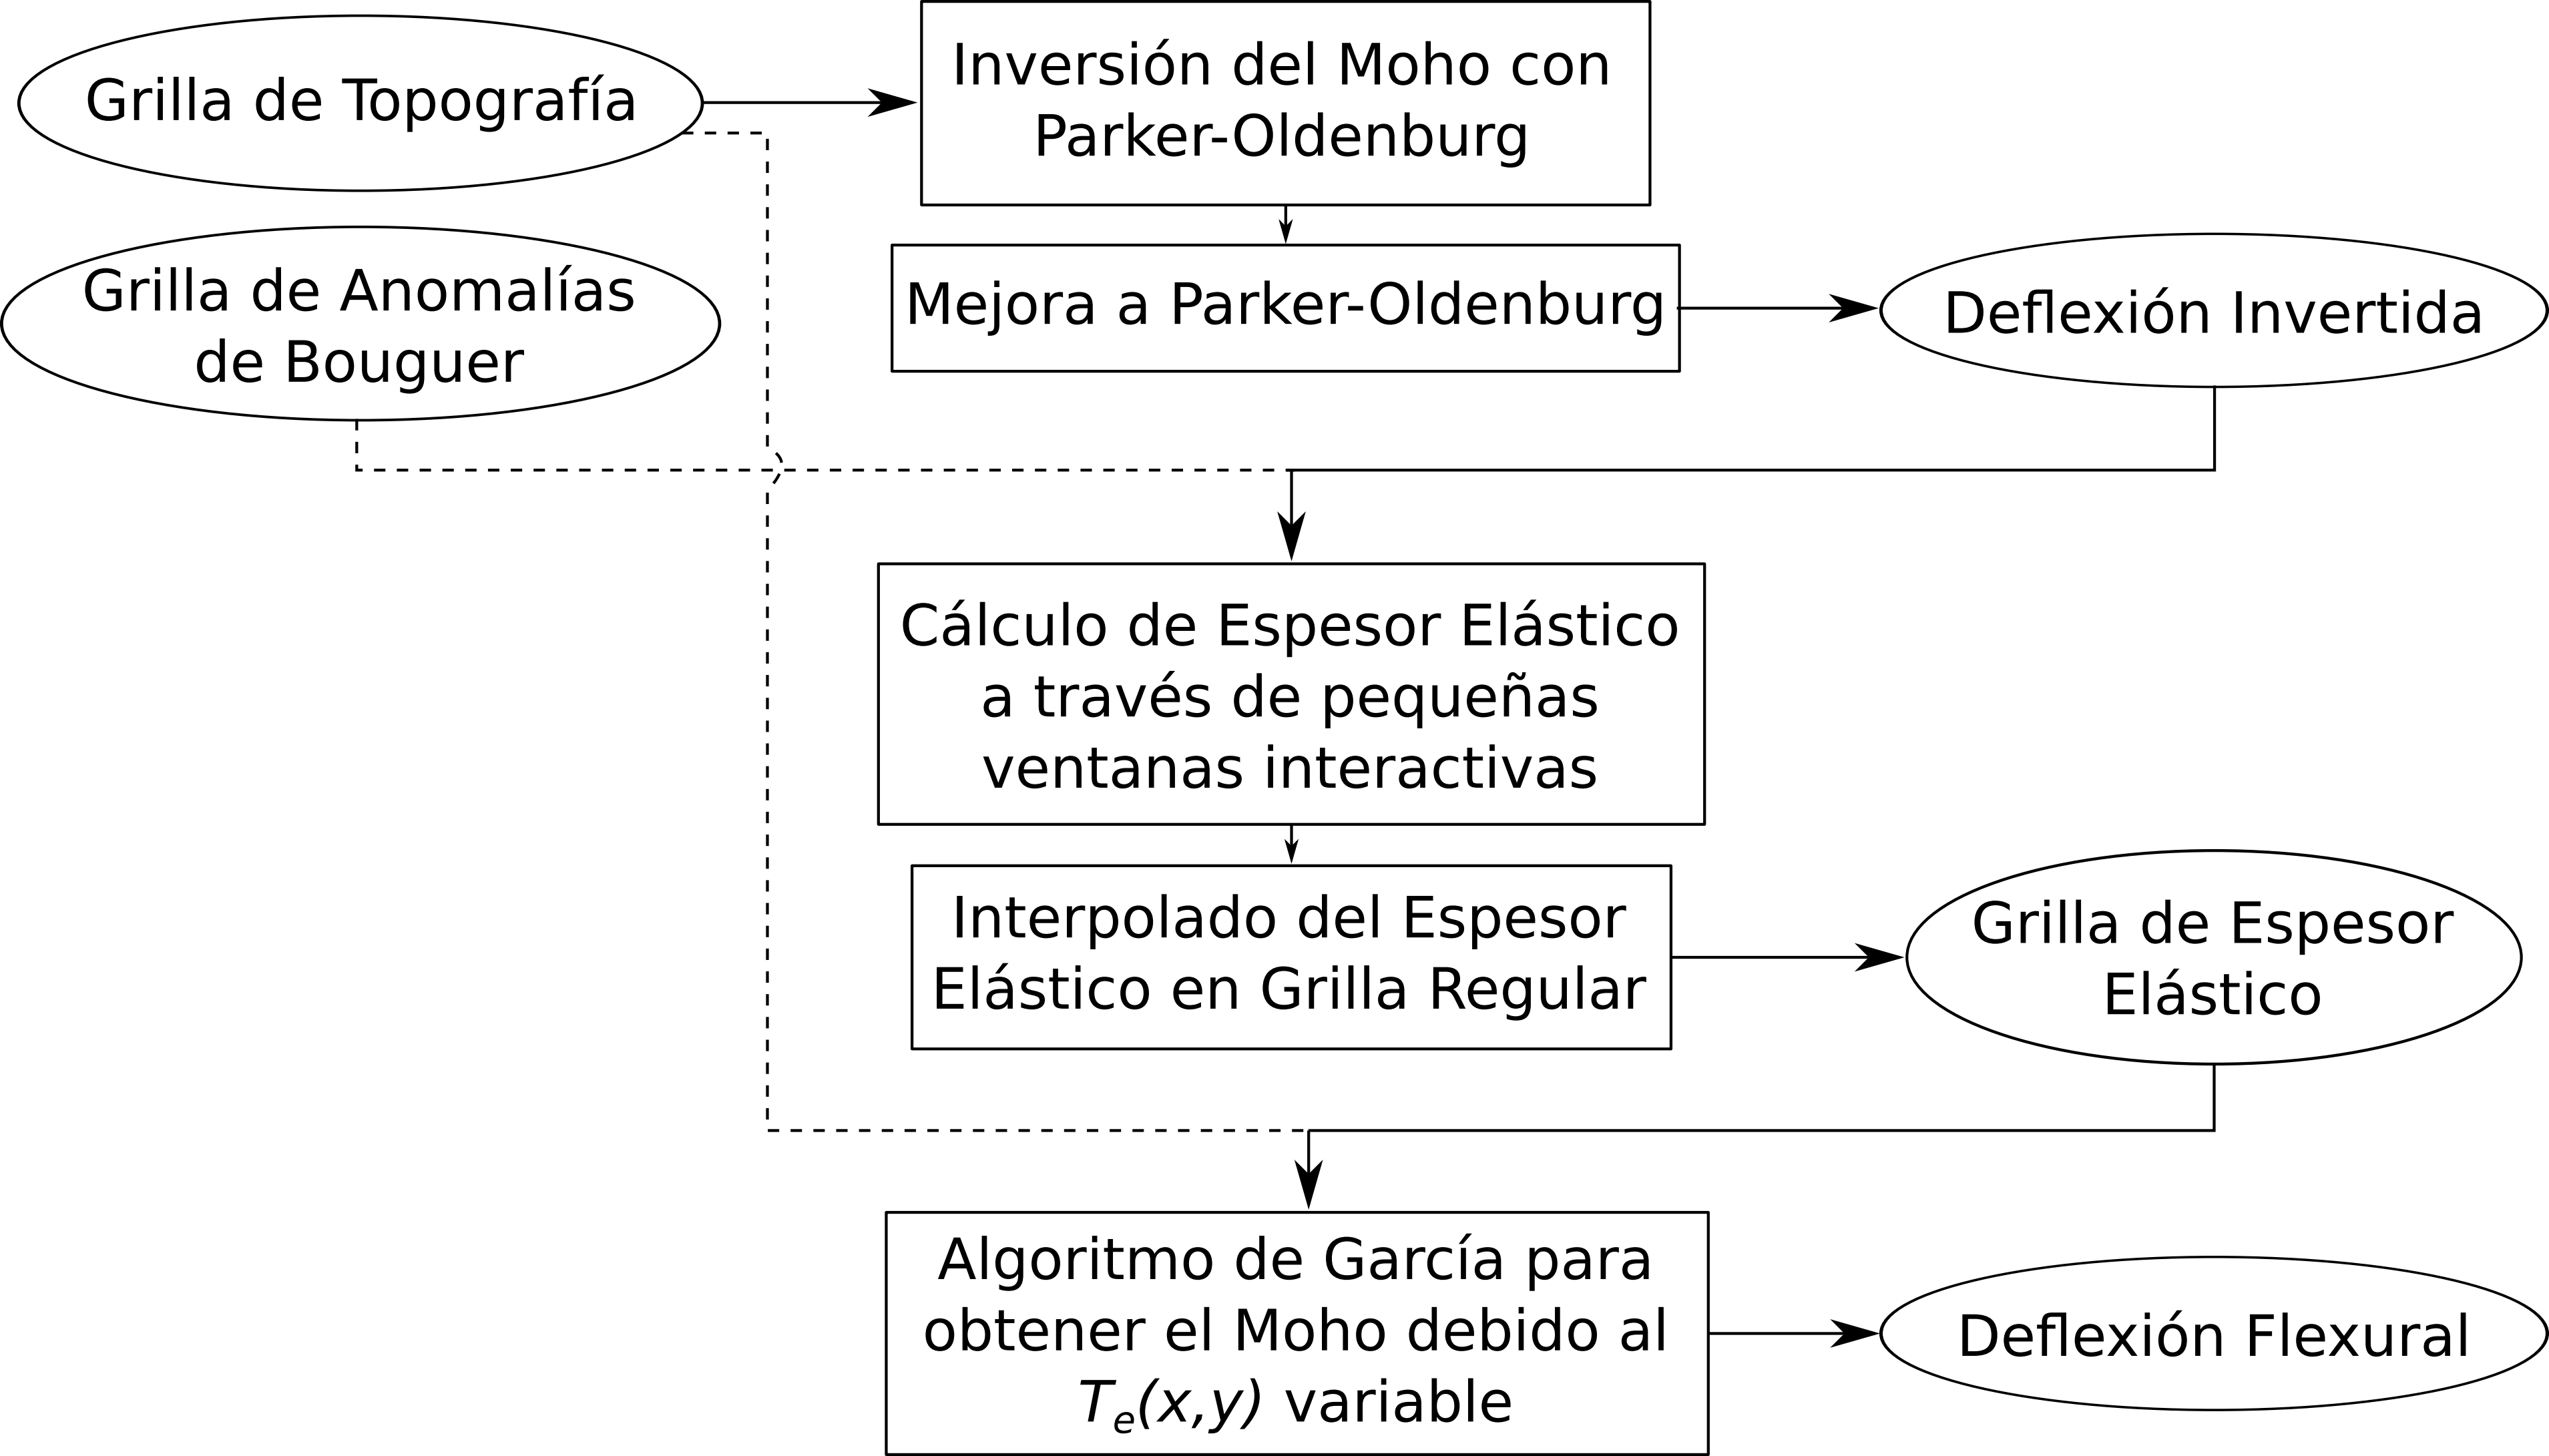 Grilla de Topografía
Inversión del Moho con
Parker-Oldenburg
Grilla de Anomalías
de Bouguer
Mejora a Parker-Oldenburg
Deflexión Invertida
Cálculo de Espesor Elástico
a través de pequeñas
ventanas interactivas
Interpolado del Espesor
Elástico en Grilla Regular
Grilla de Espesor
Elástico
Algoritmo de García para
obtener el Moho debido al
Te(x,y) variable
Deflexión Flexural